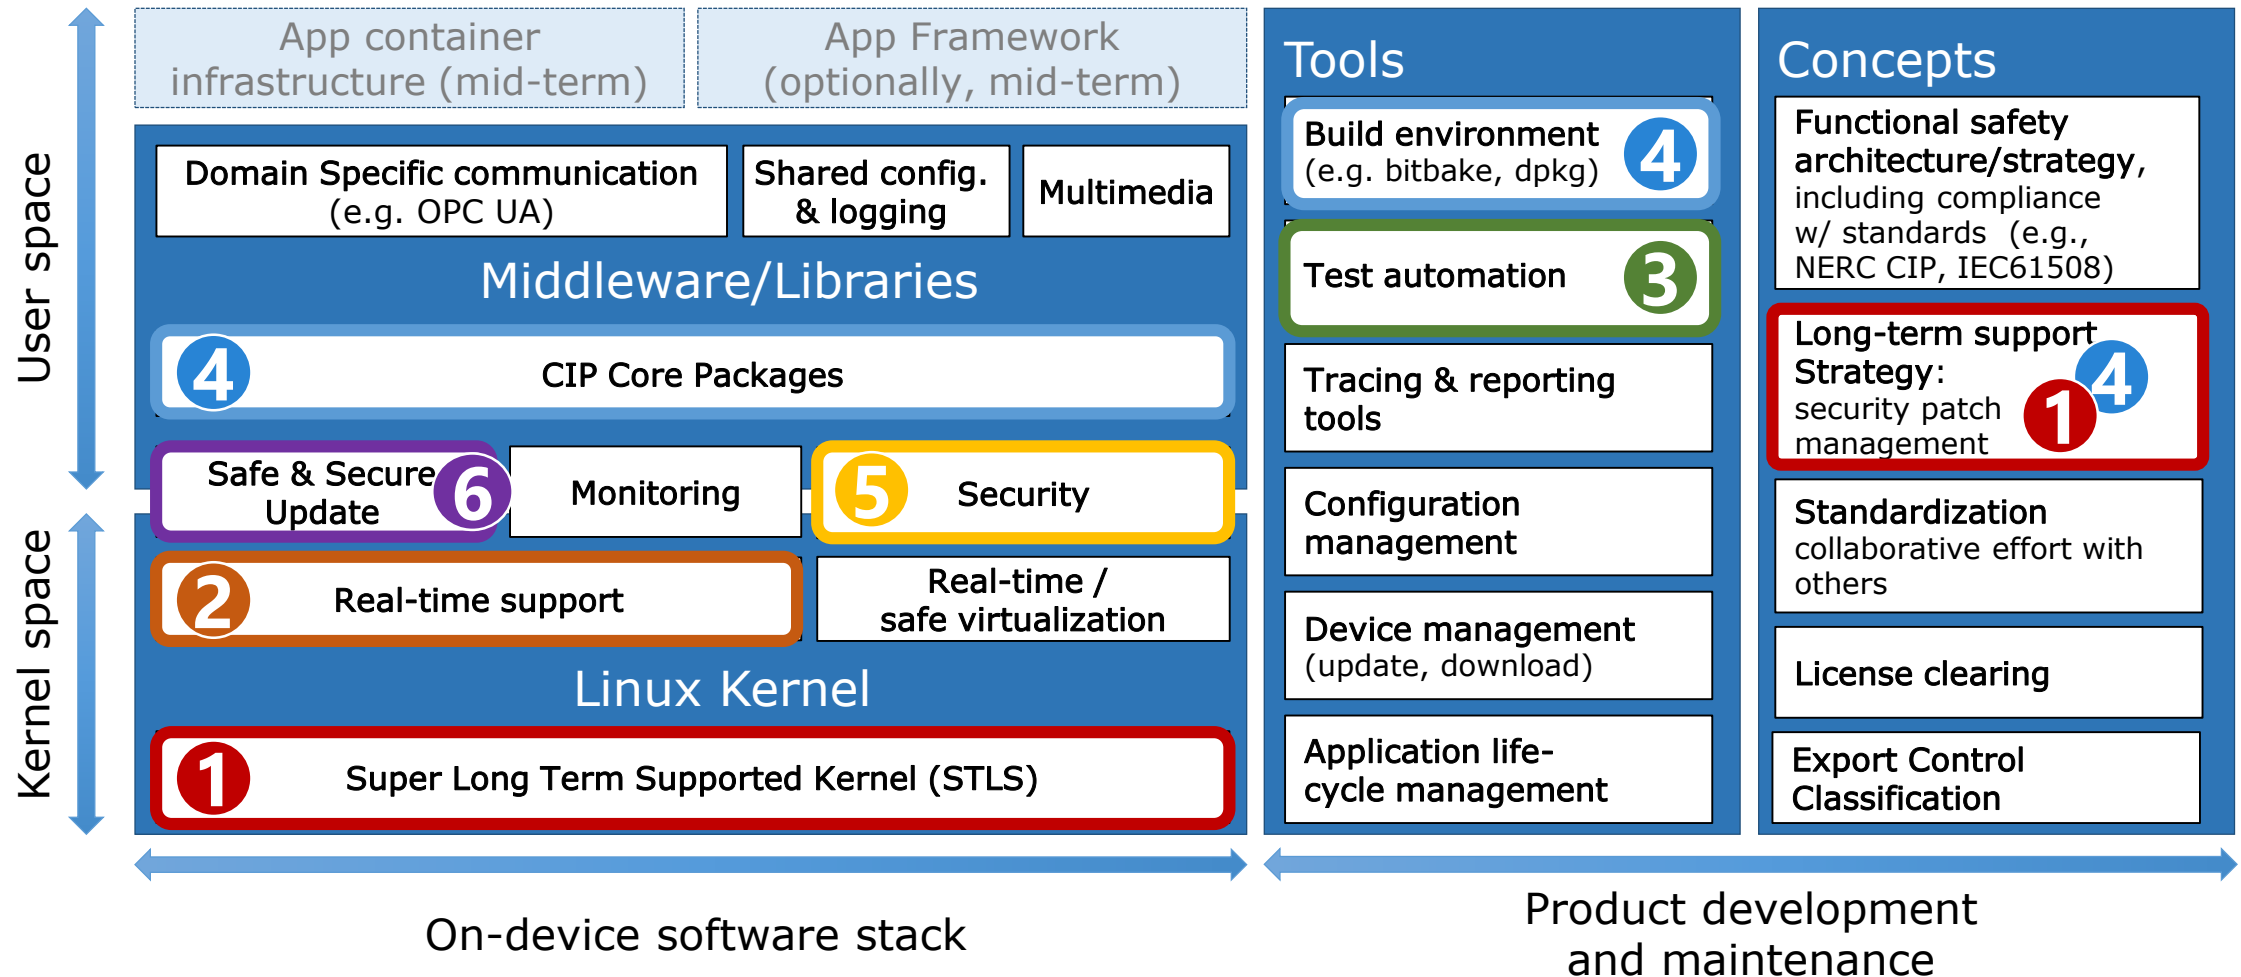 User space
Kernel space
App container
infrastructure (mid-term)
App Framework
(optionally, mid-term)
Domain Specific communication
(e.g. OPC UA)
Shared config.
& logging
Multimedia
Middleware/Libraries
4
CIP Core Packages
Safe & Secure
Update
6
Monitoring
5
Security
2
Real-time support
Real-time /
safe virtualization
Linux Kernel
1
Super Long Term Supported Kernel (STLS)
On-device software stack
Tools
Build environment
(e.g. bitbake, dpkg)
4
Test automation
3
Tracing & reporting
tools
Configuration
management
Device management
(update, download)
Application life-
cycle management
Concepts
Functional safety
architecture/strategy,
including compliance
w/ standards (e.g.,
NERC CIP, IEC61508)
Long-term support
Strategy:
security patch
management
4
1
Standardization
collaborative effort with
others
License clearing
Export Control
Classification
Product development
and maintenance